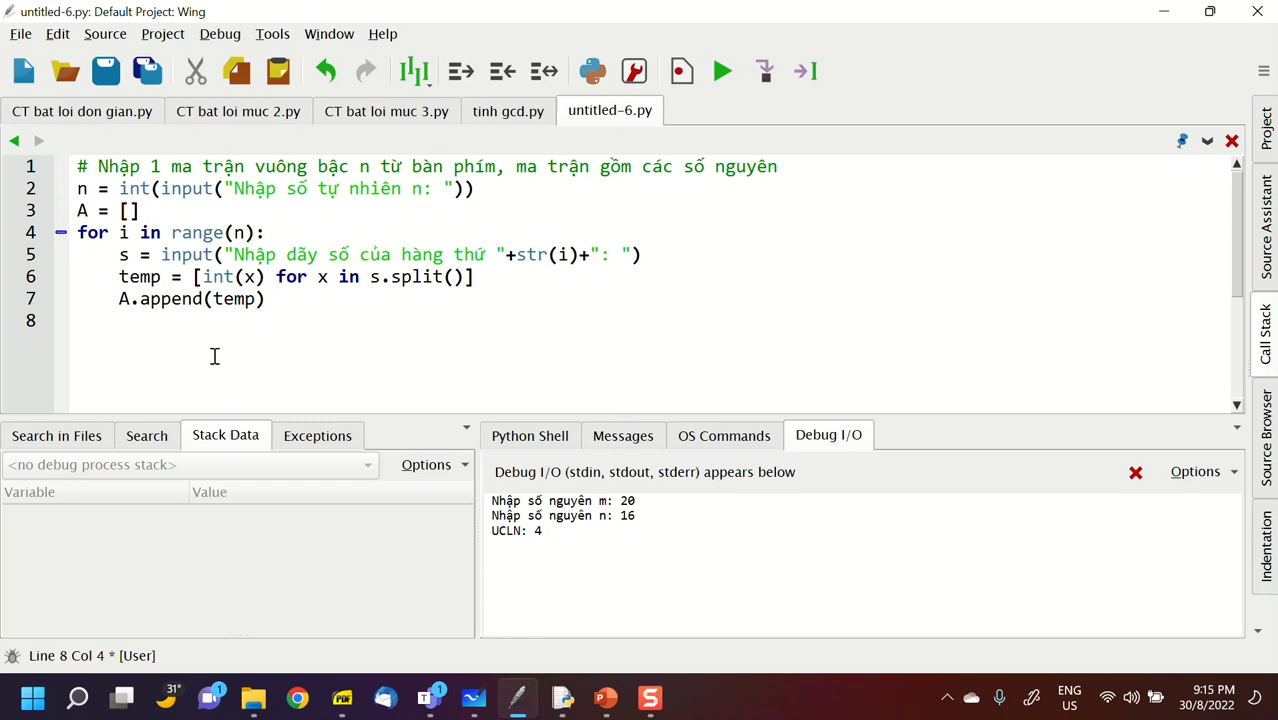 untitled-6.py: Default Project: Wing
File Edit Source Project Debug Tools Window Help
CT bat loi don gian.py CT bat loi muc 2.py CT bat loi muc 3.py tinh gcd.py untitled-6.py
1 # Nhập 1 ma trận vuông bậc n từ bàn phím, ma trận gồm các số nguyên
2 n = int(input("Nhập số tự nhiên n: "))
3 A = []
4 for i in range(n):
5 s = input("Nhập dãy số của hàng thứ "+str(i)+": ")
6 temp = [int(x) for x in s.split()]
7 A.append(temp)
8
Project
Source Assistant
Call Stack
Source Browser
Indentation
Search in Files Search Stack Data Exceptions
<no debug process stack> Options
Variable Value
Python Shell Messages OS Commands Debug I/O
Debug I/O (stdin, stdout, stderr) appears below Options
Nhập số nguyên m: 20
Nhập số nguyên n: 16
UCLN: 4
Line 8 Col 4 * [User]
31°
1
PDF
T 1
P
S
ENG
US
9:15 PM
30/8/2022